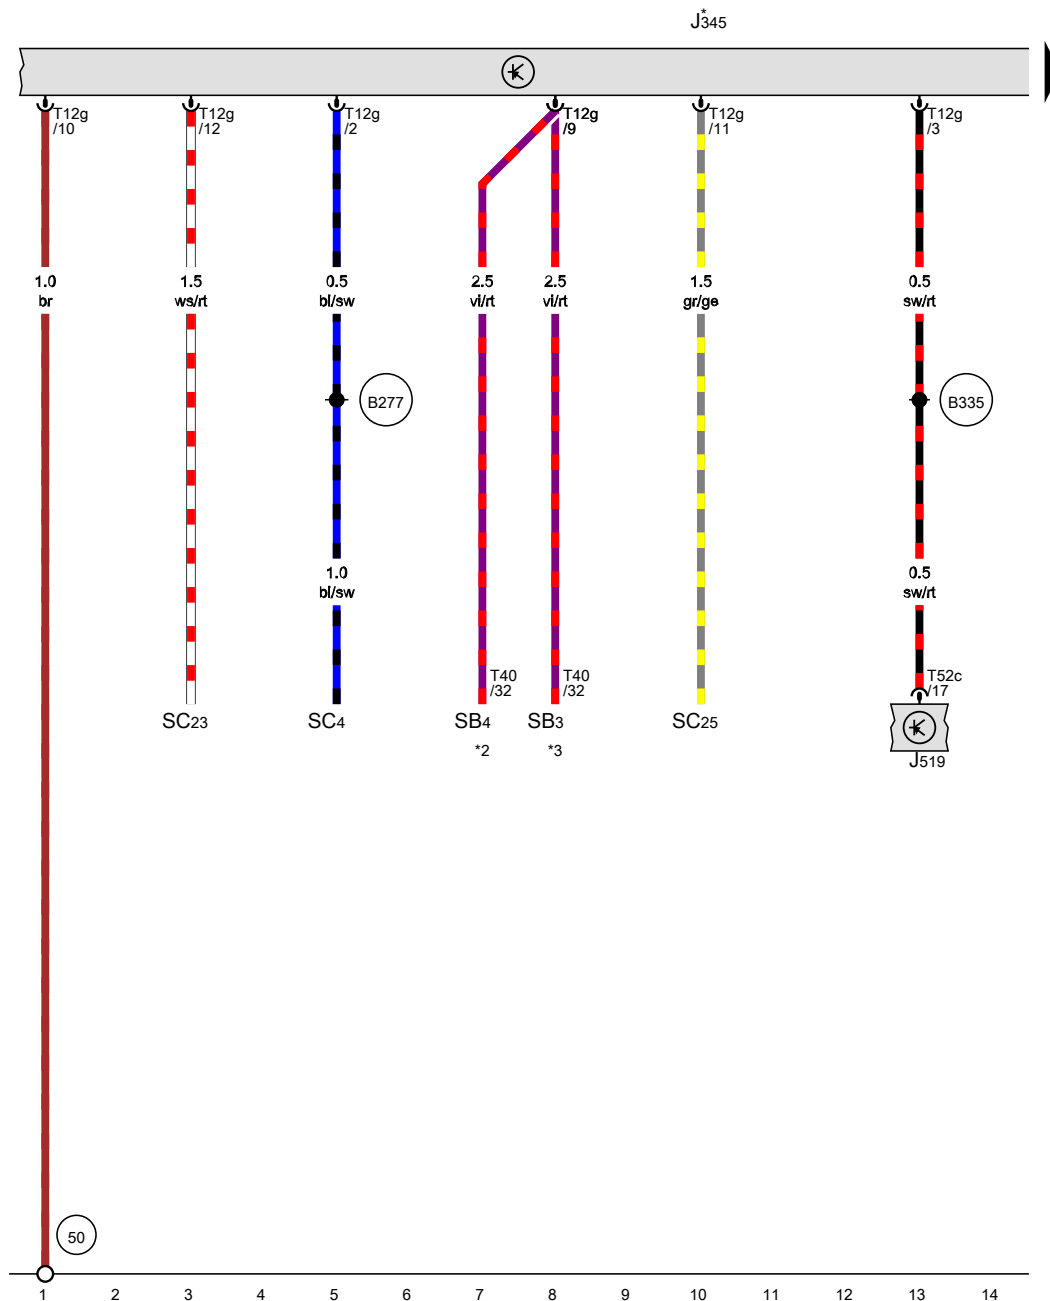 J345
*
T12g
/10
T12g
/12
T12g
/2
T12g
/9
T12g
/11
T12g
/3
1.0
br
1.5
ws/rt
0.5
bl/sw
2.5
vi/rt
2.5
vi/rt
1.5
gr/ge
0.5
sw/rt
B277
B335
1.0
bl/sw
0.5
sw/rt
T40
/32
T40
/32
T52c
/17
SC23
SC4
SB4
*2
SB3
*3
SC25
J519
50
1 2 3 4 5 6 7 8 9 10 11 12 13 14